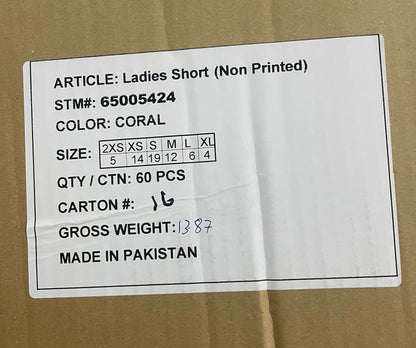 ARTICLE: Ladies Short (Non Printed)
STM#: 65005424
COLOR: CORAL
SIZE: 2XS XS S M L XL
5 14 19 12 6 4
QTY / CTN: 60 PCS
CARTON #: 16
GROSS WEIGHT: 13.87
MADE IN PAKISTAN